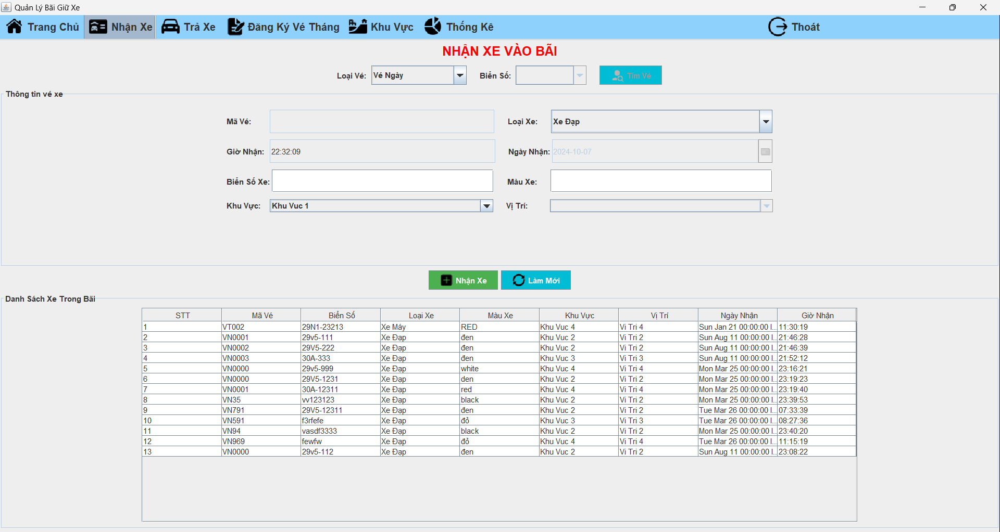 Quản Lý Bãi Giữ Xe
Trang Chủ Nhận Xe Trả Xe Đăng Ký Vé Tháng Khu Vực Thống Kê Thoát
NHẬN XE VÀO BÃI
Loại Vé: Vé Ngày Biển Số: Tìm Vé
Thông tin vé xe
Mã Vé: Loại Xe: Xe Đạp
Giờ Nhận: 22:32:09 Ngày Nhận: 2024-10-07
Biển Số Xe: Màu Xe:
Khu Vực: Khu Vuc 1 Vị Trí:
Nhận Xe Làm Mới
Danh Sách Xe Trong Bãi
STT Mã Vé Biển Số Loại Xe Màu Xe Khu Vực Vị Trí Ngày Nhận Giờ Nhận
1 VT002 29N1-23213 Xe Máy RED Khu Vuc 4 Vi Tri 4 Sun Jan 21 00:00:00 I... 11:30:19
2 VN0001 29v5-111 Xe Đạp đen Khu Vuc 2 Vi Tri 2 Sun Aug 11 00:00:00 I... 21:46:28
3 VN0002 29V5-222 Xe Đạp đen Khu Vuc 2 Vi Tri 2 Sun Aug 11 00:00:00 I... 21:46:39
4 VN0003 30A-333 Xe Đạp đen Khu Vuc 3 Vi Tri 3 Sun Aug 11 00:00:00 I... 21:52:12
5 VN0000 29v5-999 Xe Đạp white Khu Vuc 4 Vi Tri 4 Mon Mar 25 00:00:00 I... 23:16:21
6 VN0000 29V5-1231 Xe Đạp den Khu Vuc 2 Vi Tri 2 Mon Mar 25 00:00:00 I... 23:19:23
7 VN0001 30A-12311 Xe Đạp red Khu Vuc 4 Vi Tri 4 Mon Mar 25 00:00:00 I... 23:19:40
8 VN35 vv123123 Xe Đạp black Khu Vuc 2 Vi Tri 2 Mon Mar 25 00:00:00 I... 23:39:53
9 VN791 29V5-12311 Xe Đạp đen Khu Vuc 2 Vi Tri 2 Tue Mar 26 00:00:00 I... 07:33:39
10 VN591 f3rfefe Xe Đạp đỏ Khu Vuc 3 Vi Tri 3 Tue Mar 26 00:00:00 I... 08:27:36
11 VN94 vasdf3333 Xe Đạp black Khu Vuc 2 Vi Tri 2 Mon Mar 25 00:00:00 I... 23:40:20
12 VN969 fewfw Xe Đạp đỏ Khu Vuc 4 Vi Tri 4 Tue Mar 26 00:00:00 I... 11:15:19
13 VN0000 29v5-112 Xe Đạp đen Khu Vuc 2 Vi Tri 2 Sun Aug 11 00:00:00 I... 23:08:22